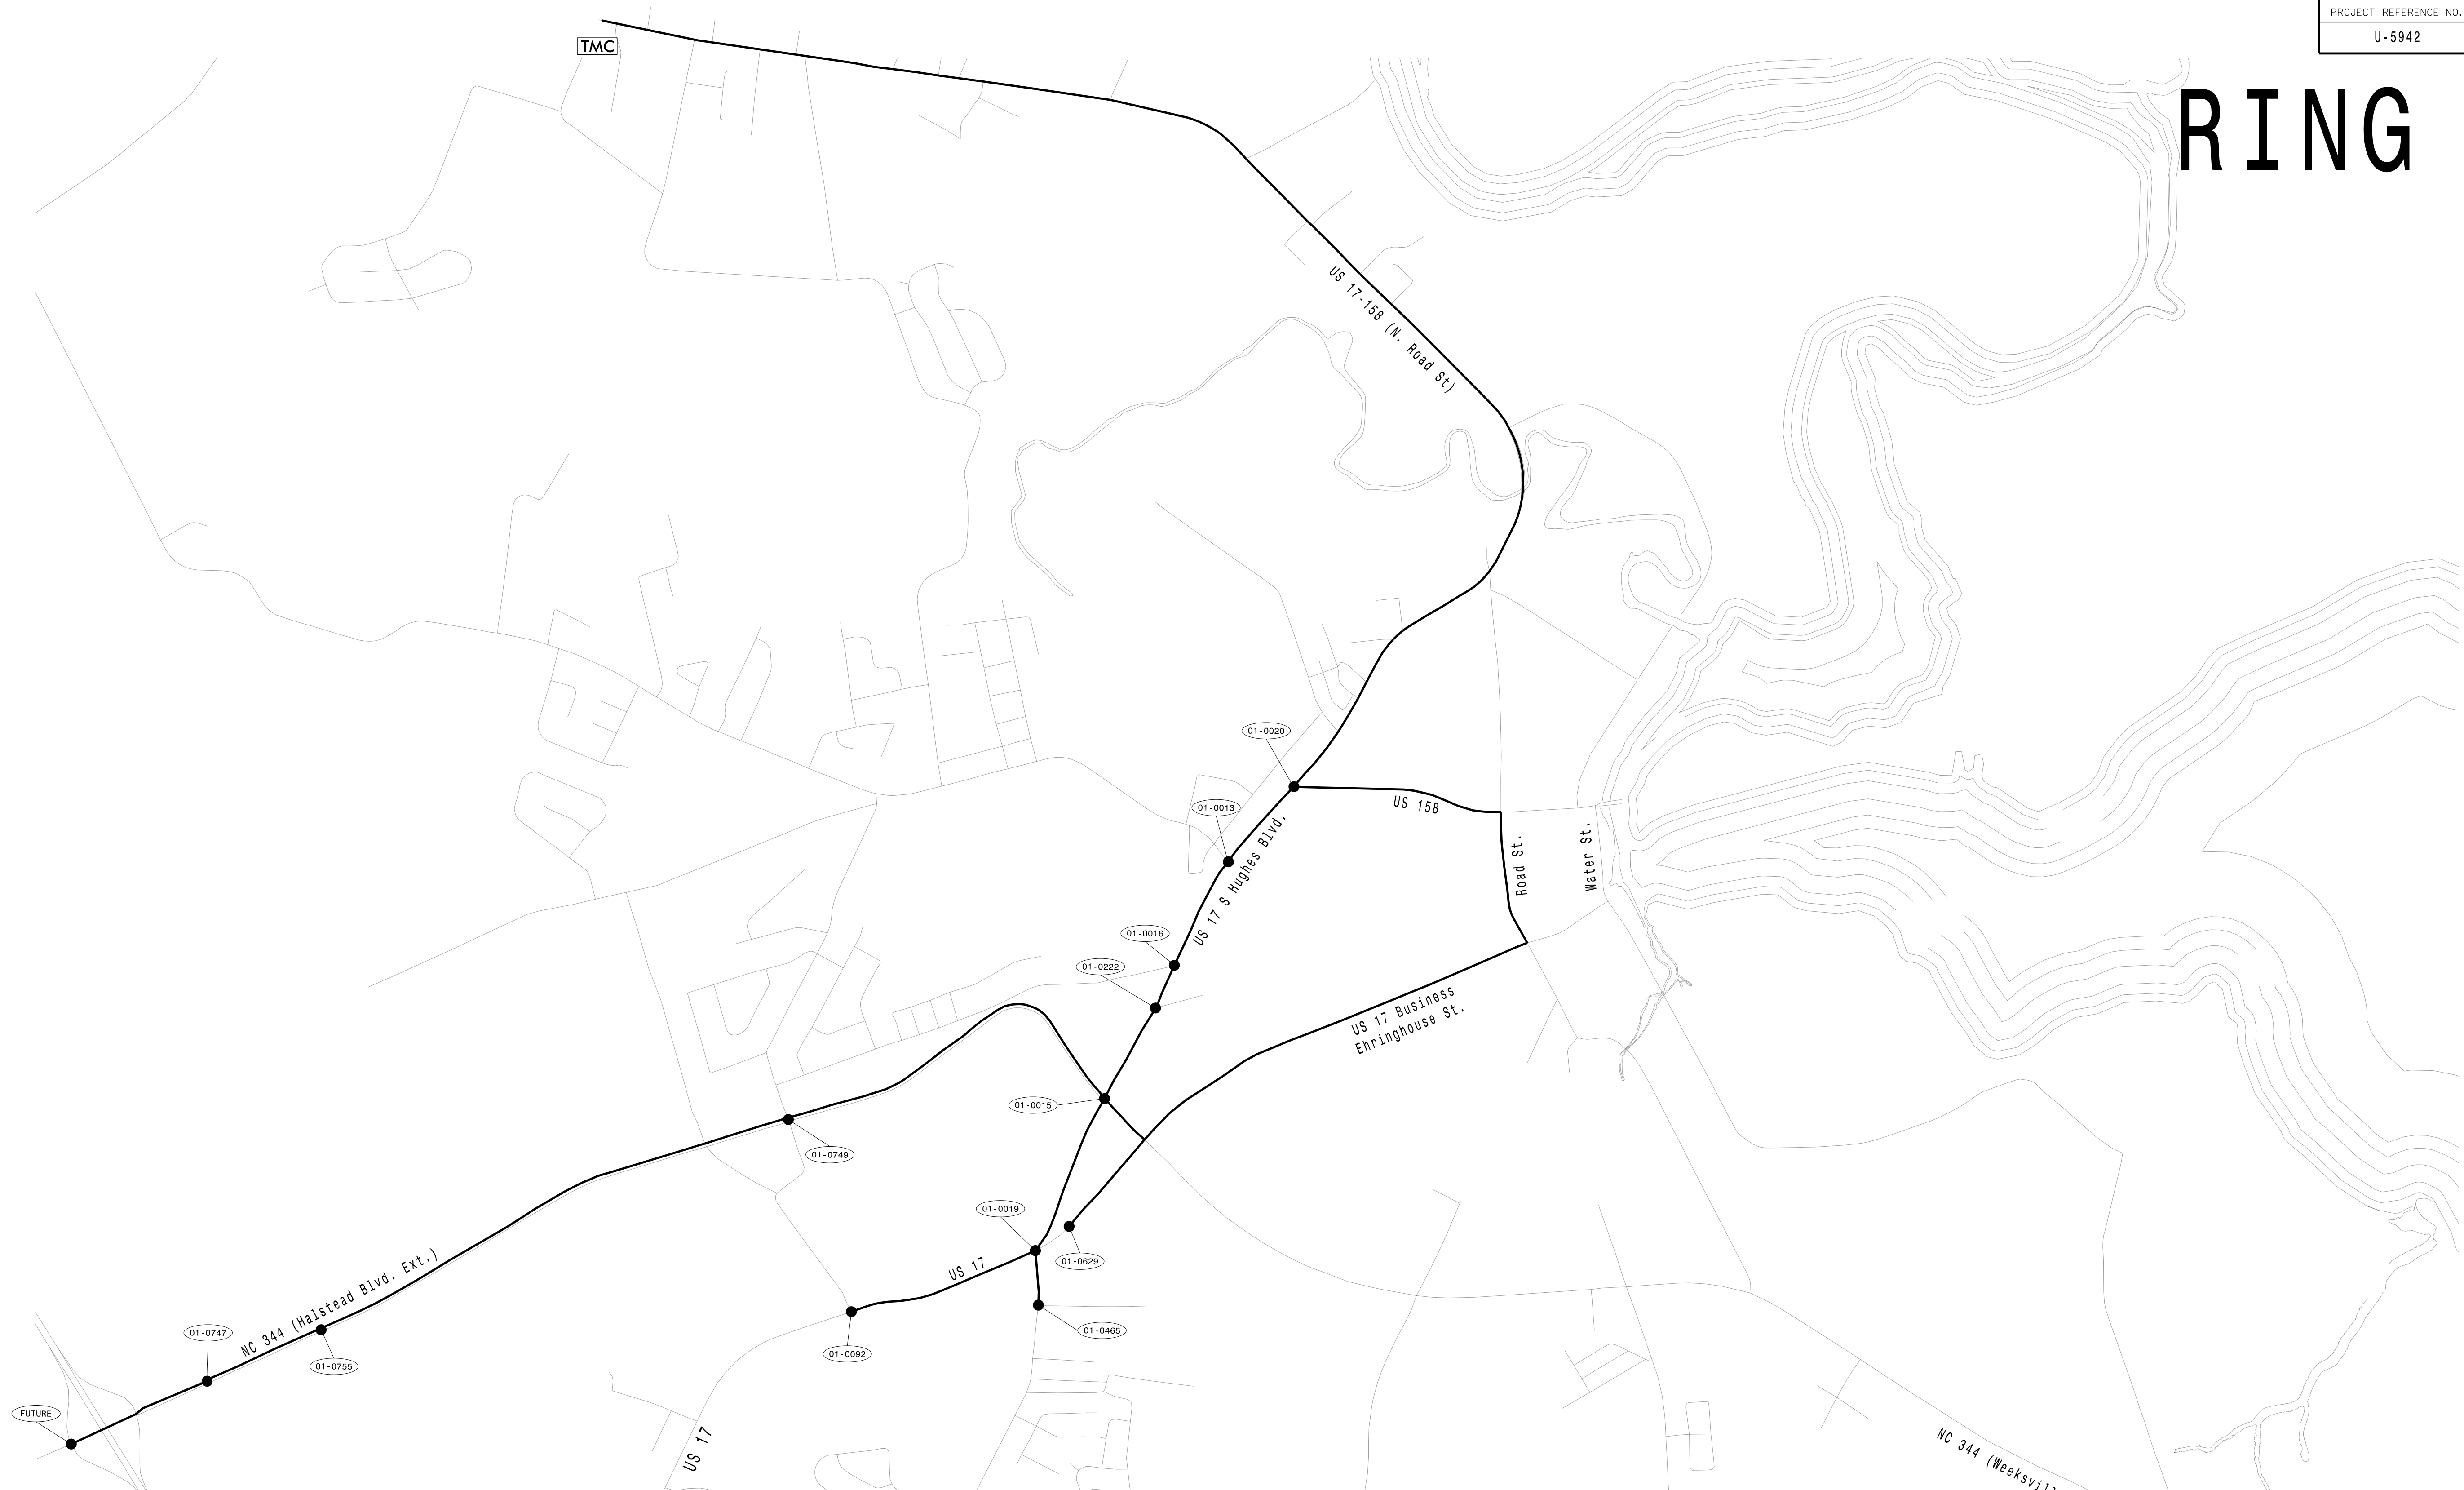 PROJECT REFERENCE NO.
U-5942
RING
TMC
US 17-158 (N. Road St)
01-0020
01-0013
US 158
US 17 S Hughes Blvd.
Road St.
Water St.
01-0016
01-0222
US 17 Business
Ehringhouse St.
01-0015
01-0749
01-0019
01-0629
US 17
NC 344 (Halstead Blvd. Ext.)
01-0747
01-0755
01-0092
01-0465
FUTURE
US 17
NC 344 (Weeksvill